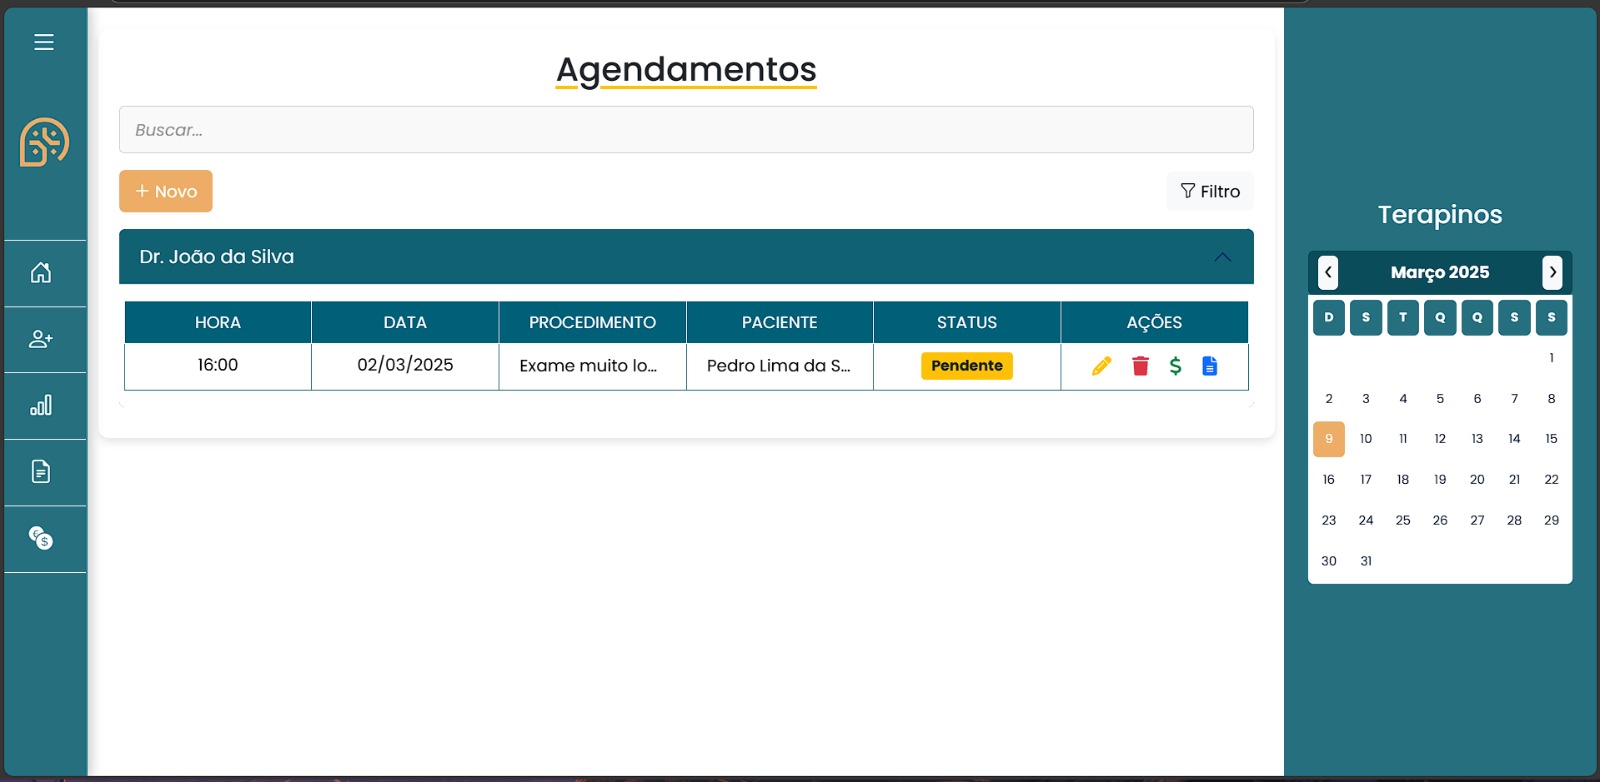 Agendamentos
Buscar...
+ Novo
Filtro
Dr. João da Silva
HORA DATA PROCEDIMENTO PACIENTE STATUS AÇÕES
16:00 02/03/2025 Exame muito lo... Pedro Lima da S... Pendente
Terapinos
Março 2025
D S T Q Q S S
1
2 3 4 5 6 7 8
9 10 11 12 13 14 15
16 17 18 19 20 21 22
23 24 25 26 27 28 29
30 31